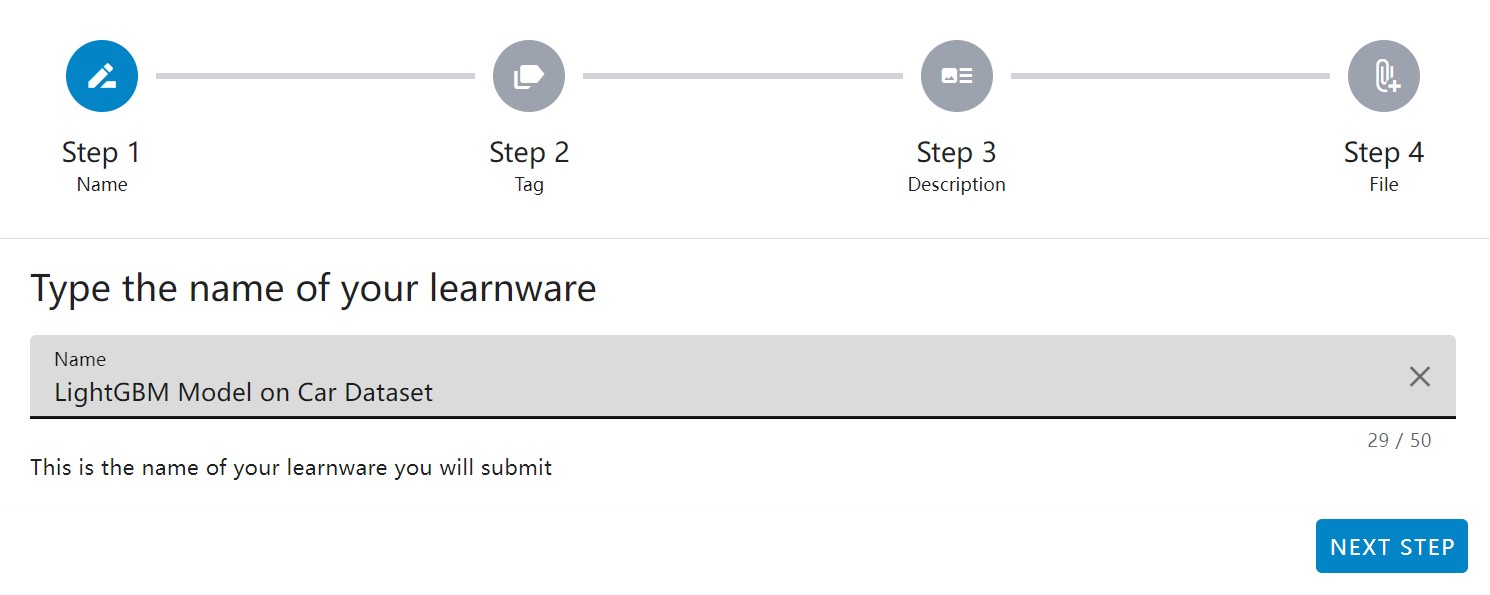 Step 1
Name
Step 2
Tag
Step 3
Description
Step 4
File
Type the name of your learnware
Name
LightGBM Model on Car Dataset
29 / 50
This is the name of your learnware you will submit
NEXT STEP